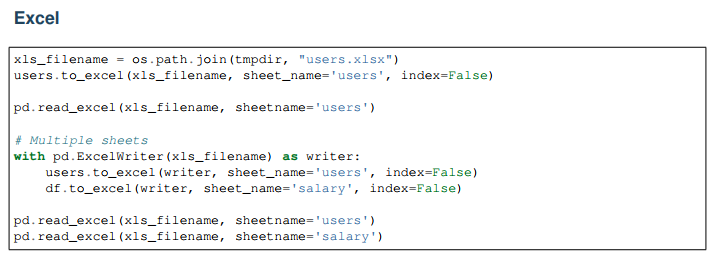 Excel
xls_filename = os.path.join(tmpdir, "users.xlsx")
users.to_excel(xls_filename, sheet_name='users', index=False)
pd.read_excel(xls_filename, sheetname='users')
# Multiple sheets
with pd.ExcelWriter(xls_filename) as writer:
    users.to_excel(writer, sheet_name='users', index=False)
    df.to_excel(writer, sheet_name='salary', index=False)
pd.read_excel(xls_filename, sheetname='users')
pd.read_excel(xls_filename, sheetname='salary')